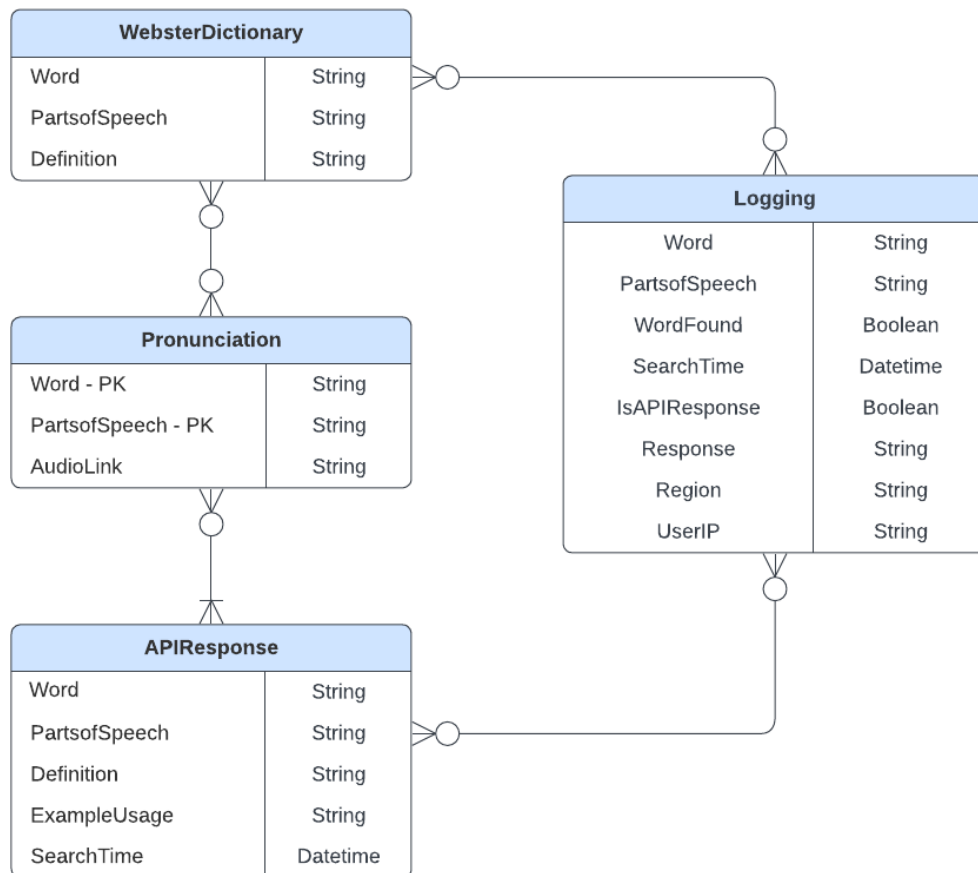 WebsterDictionary
Word String
PartsofSpeech String
Definition String
Pronunciation
Word - PK String
PartsofSpeech - PK String
AudioLink String
APIResponse
Word String
PartsofSpeech String
Definition String
ExampleUsage String
SearchTime Datetime
Logging
Word String
PartsofSpeech String
WordFound Boolean
SearchTime Datetime
IsAPIResponse Boolean
Response String
Region String
UserIP String